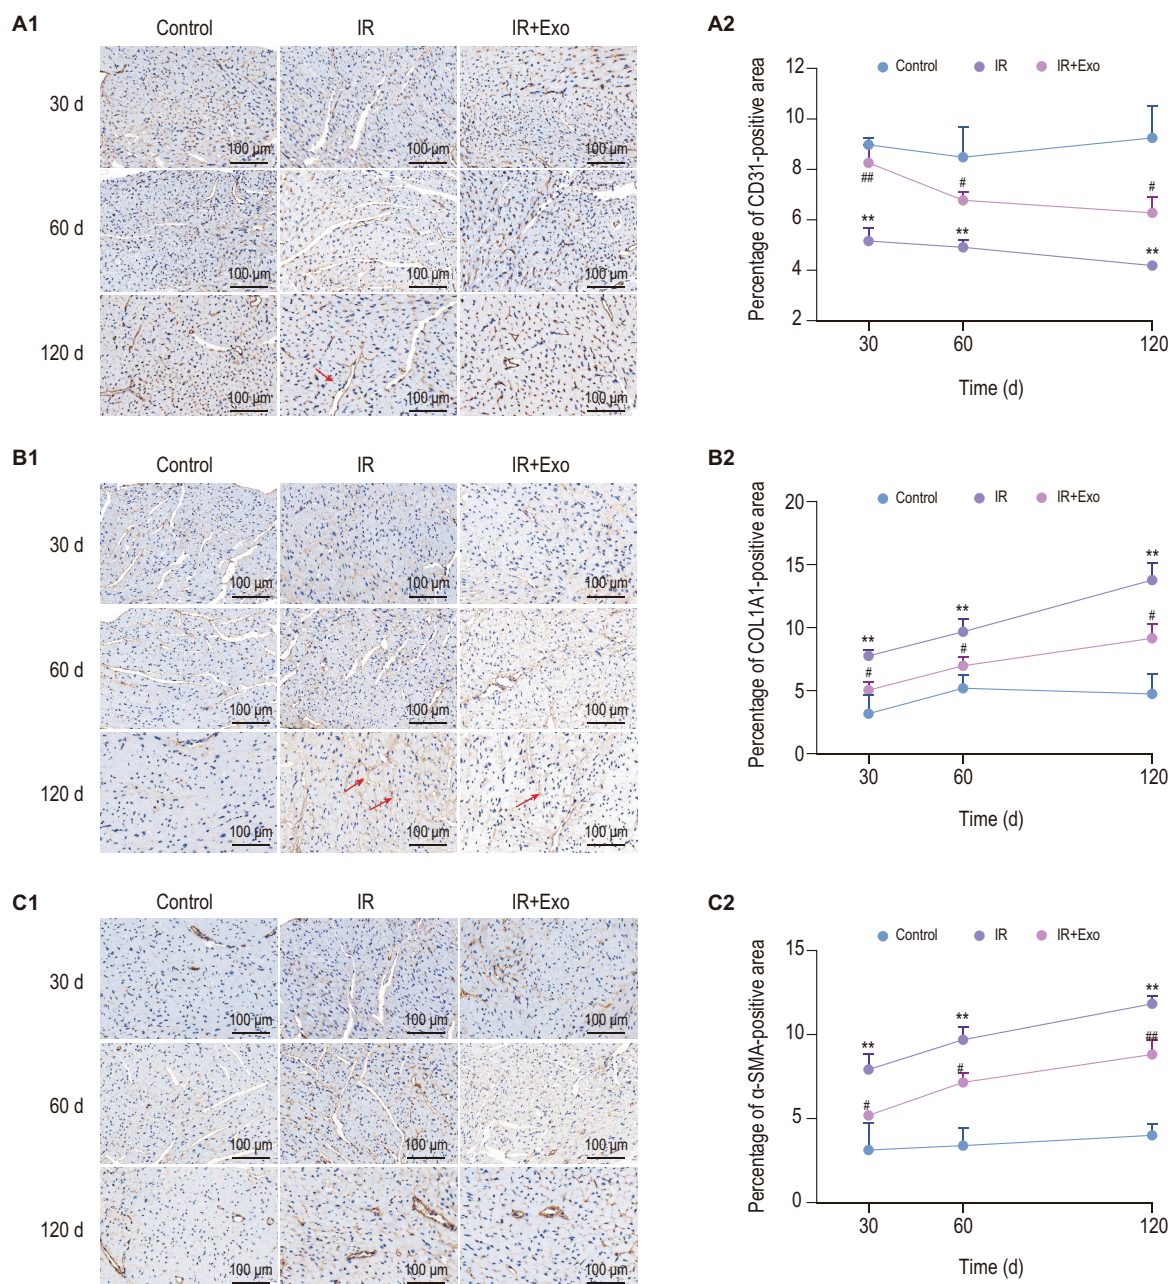 A1
Control IR IR+Exo
30 d
100 µm 100 µm 100 µm
60 d
100 µm 100 µm 100 µm
120 d
100 µm 100 µm 100 µm
A2
Control IR IR+Exo
Percentage of CD31-positive area
12
10
8
6
4
2
##
#
#
**
**
**
30 60 120
Time (d)
B1
Control IR IR+Exo
30 d
100 µm 100 µm 100 µm
60 d
100 µm 100 µm 100 µm
120 d
100 µm 100 µm 100 µm
B2
Control IR IR+Exo
Percentage of COL1A1-positive area
20
15
10
5
0
**
**
**
#
#
#
30 60 120
Time (d)
C1
Control IR IR+Exo
30 d
100 µm 100 µm 100 µm
60 d
100 µm 100 µm 100 µm
120 d
100 µm 100 µm 100 µm
C2
Control IR IR+Exo
Percentage of α-SMA-positive area
15
10
5
0
**
**
**
#
#
##
30 60 120
Time (d)